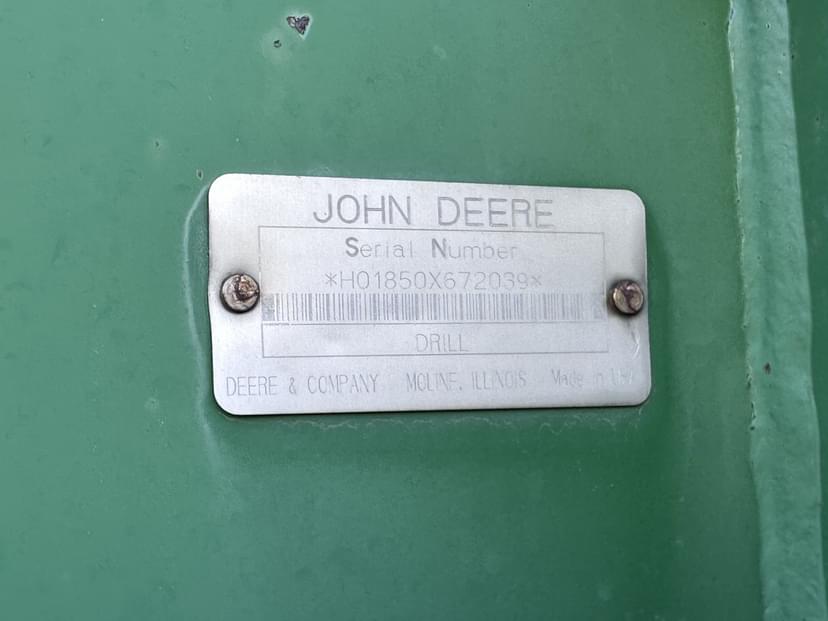 JOHN DEERE
Serial Number
*H01850X672039*
DRILL
DEERE & COMPANY MOLINE, ILLINOIS Made in USA